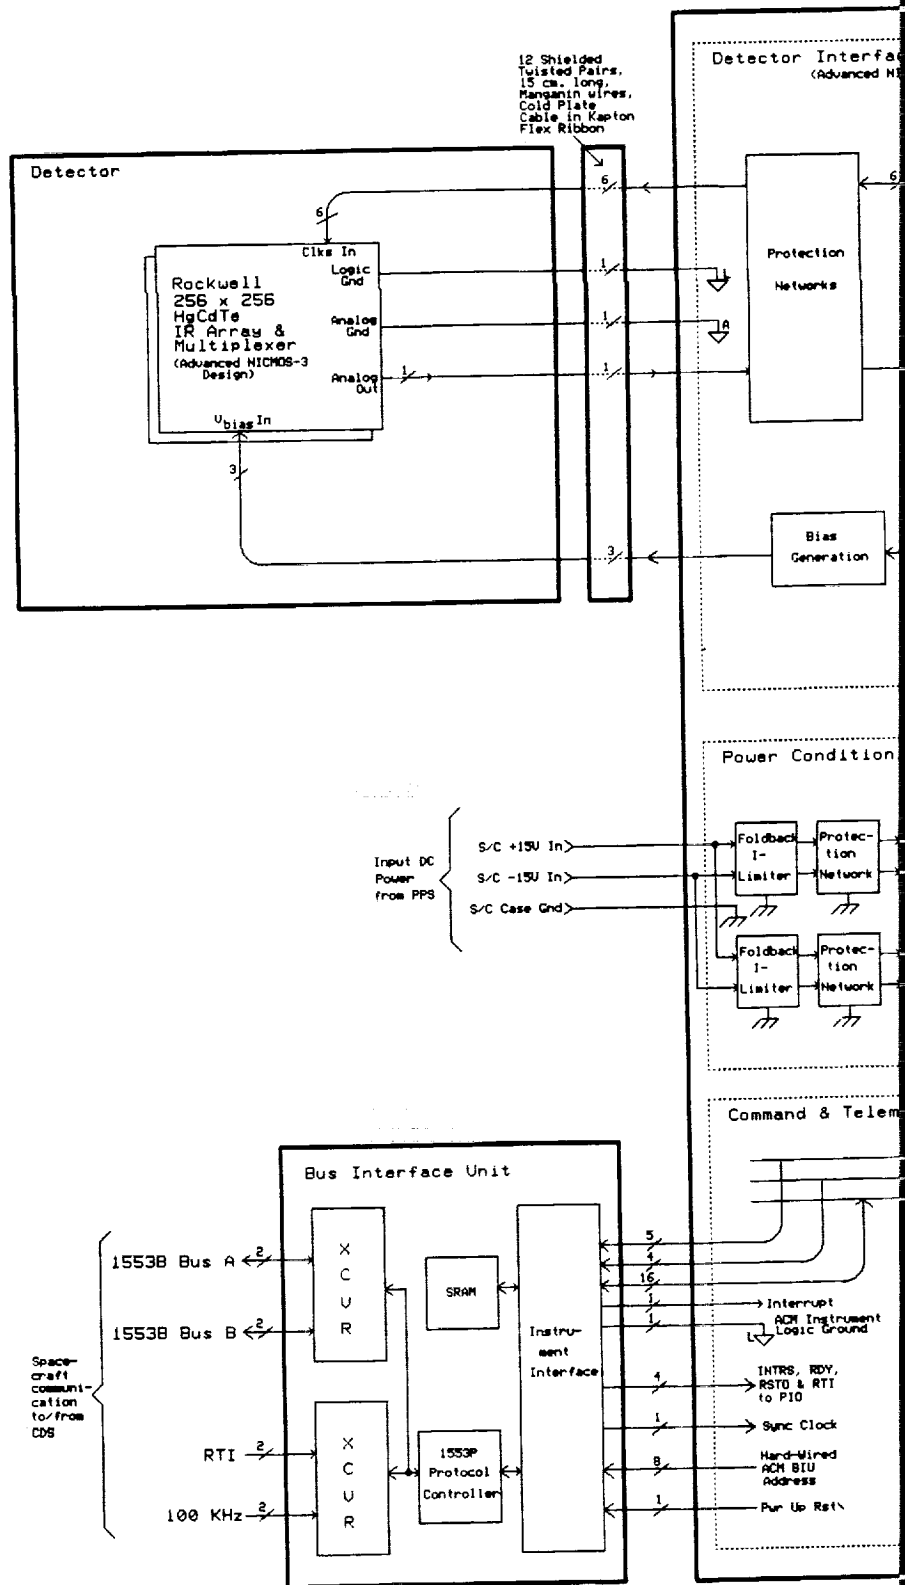 12 Shielded
Twisted Pairs,
15 cm. long,
Manganin wires,
Cold Plate
Cable in Kapton
Flex Ribbon
Detector Interfa
(Advanced NI
Detector
6
6
6
Clks In
Logic
Gnd
1
L
Protection
Networks
Rockwell
256 x 256
HgCdTe
IR Array &
Multiplexer
(Advanced NICMOS-3
Design)
Analog
Gnd
1
A
Analog
Out
1
1
Vbias In
3
3
Bias
Generation
Power Condition
Input DC
Power
from PPS
S/C +15V In
S/C -15V In
S/C Case Gnd
Foldback
I-
Limiter
Protec-
tion
Network
Foldback
I-
Limiter
Protec-
tion
Network
Command & Telem
Bus Interface Unit
Space-
craft
communi-
cation
to/from
CDS
1553B Bus A
2
1553B Bus B
2
RTI
2
100 KHz
2
X
C
V
R
X
C
V
R
SRAM
1553P
Protocol
Controller
Instru-
ment
Interface
5
4
16
1
Interrupt
1
L
ACM Instrument
Logic Ground
4
INTRS, RDY,
RSTO & RTI
to PIO
1
Sync Clock
8
Hard-Wired
ACM BIU
Address
1
Pwr Up Rst\